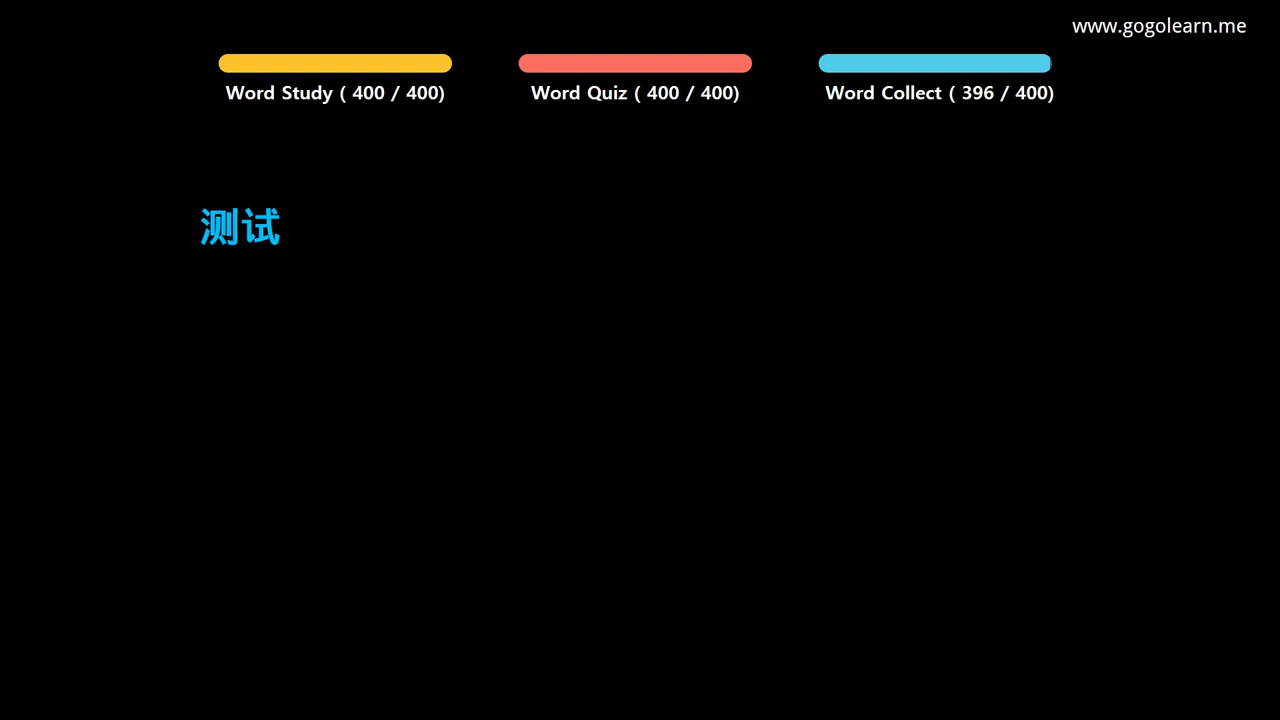 www.gogolearn.me
Word Study ( 400 / 400)
Word Quiz ( 400 / 400)
Word Collect ( 396 / 400)
测试